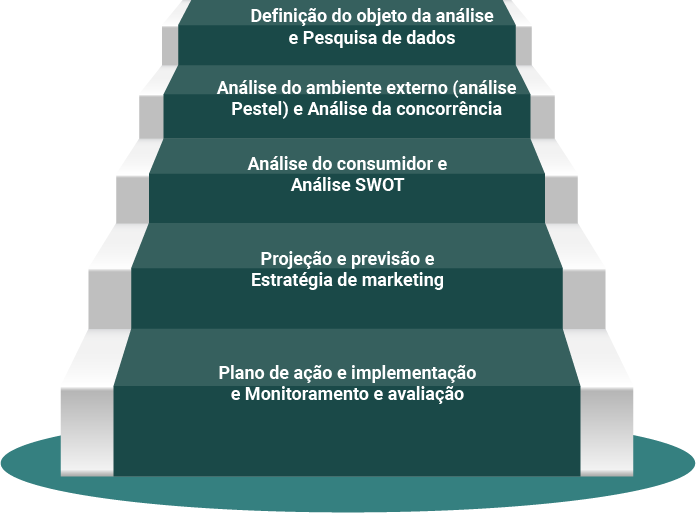 Definição do objeto da análise
e Pesquisa de dados
Análise do ambiente externo (análise
Pestel) e Análise da concorrência
Análise do consumidor e
Análise SWOT
Projeção e previsão e
Estratégia de marketing
Plano de ação e implementação
e Monitoramento e avaliação